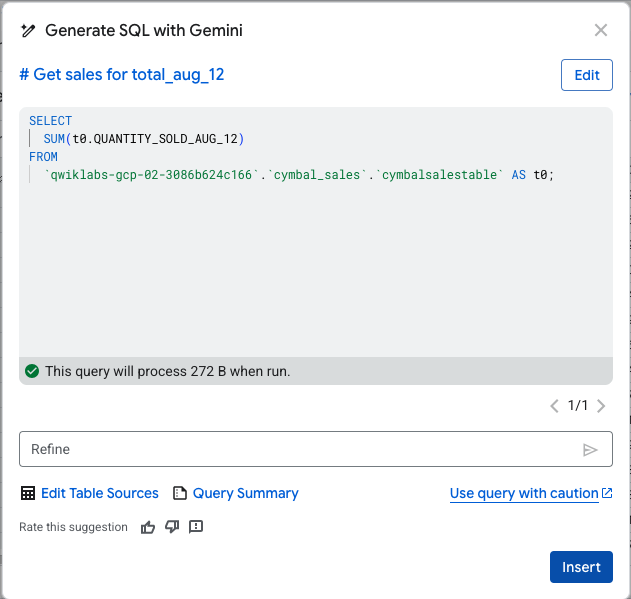 Generate SQL with Gemini
# Get sales for total_aug_12
Edit
SELECT
SUM(t0.QUANTITY_SOLD_AUG_12)
FROM
`qwiklabs-gcp-02-3086b624c166`.`cymbal_sales`.`cymbalsalestable` AS t0;
This query will process 272 B when run.
1/1
Refine
Edit Table Sources
Query Summary
Use query with caution
Rate this suggestion
Insert